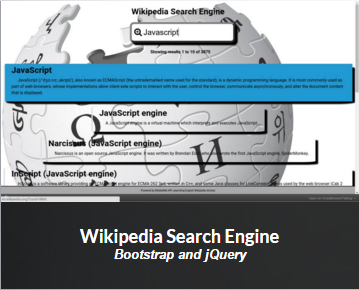 Wikipedia Search Engine
Javascript
Showing results 1 to 10 of 3875
JavaScript
also known as ECMAScript (the untrademarked name used for the standard), is a dynamic programming language. It is most commonly used as
part of web browsers, whose implementations allow client-side scripts to interact with the user, control the browser, communicate asynchronously, and alter the document content
that is displayed.
JavaScript engine
A JavaScript engine is a virtual machine which interprets and executes JavaScript.
Narcissus (JavaScript engine)
Narcissus is an open source JavaScript engine. It was written by Brendan Eich, who also wrote the first JavaScript engine, SpiderMonkey.
InScript (JavaScript engine)
Wikipedia Search Engine
Bootstrap and jQuery